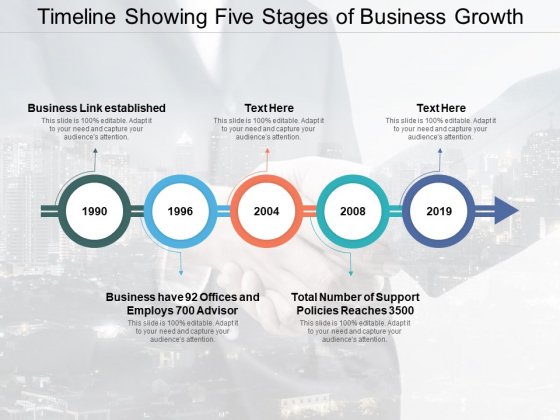 Timeline Showing Five Stages of Business Growth
Business Link established
This slide is 100% editable. Adapt it
to your need and capture your
audience's attention.
Text Here
This slide is 100% editable. Adapt it
to your need and capture your
audience's attention.
Text Here
This slide is 100% editable. Adapt it
to your need and capture your
audience's attention.
1990
1996
2004
2008
2019
Business have 92 Offices and
Employs 700 Advisor
This slide is 100% editable. Adapt it
to your need and capture your
audience's attention.
Total Number of Support
Policies Reaches 3500
This slide is 100% editable. Adapt it
to your need and capture your
audience's attention.